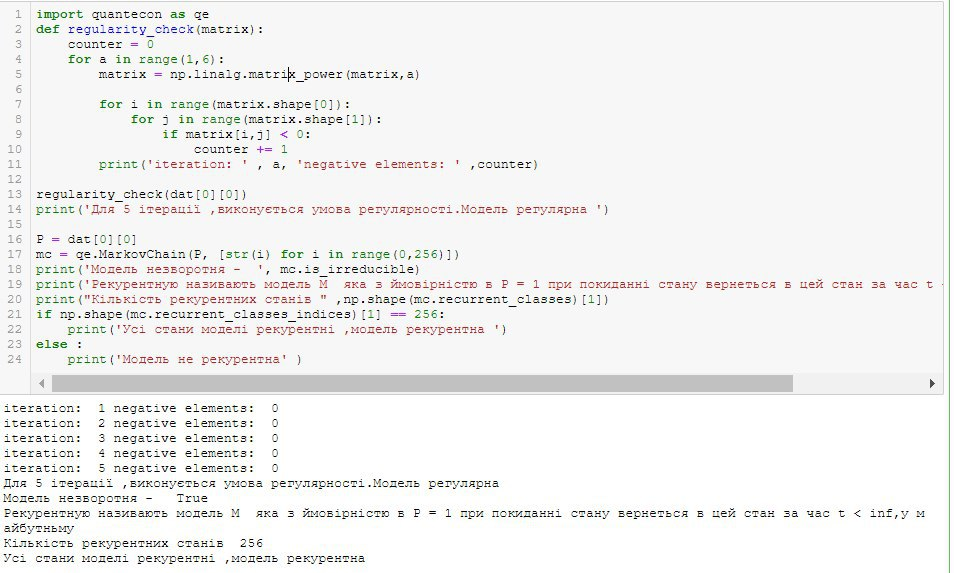 1 import quantecon as qe
2 def regularity_check(matrix):
3     counter = 0
4     for a in range(1,6):
5         matrix = np.linalg.matrix_power(matrix,a)
6
7         for i in range(matrix.shape[0]):
8             for j in range(matrix.shape[1]):
9                 if matrix[i,j] < 0:
10                     counter += 1
11         print('iteration: ' , a, 'negative elements: ' ,counter)
12
13 regularity_check(dat[0][0])
14 print('Для 5 ітерації ,виконується умова регулярності.Модель регулярна ')
15
16 P = dat[0][0]
17 mc = qe.MarkovChain(P, [str(i) for i in range(0,256)])
18 print('Модель незворотня -  ', mc.is_irreducible)
19 print('Рекурентную називають модель М  яка з ймовірністю в Р = 1 при покиданні стану вернеться в цей стан за час t
20 print("Кількість рекурентних станів " ,np.shape(mc.recurrent_classes)[1])
21 if np.shape(mc.recurrent_classes_indices)[1] == 256:
22     print('Усі стани моделі рекурентні ,модель рекурентна ')
23 else :
24     print('Модель не рекурентна' )
iteration:  1 negative elements:  0
iteration:  2 negative elements:  0
iteration:  3 negative elements:  0
iteration:  4 negative elements:  0
iteration:  5 negative elements:  0
Для 5 ітерації ,виконується умова регулярності.Модель регулярна
Модель незворотня -   True
Рекурентную називають модель М  яка з ймовірністю в Р = 1 при покиданні стану вернеться в цей стан за час t < inf,у м
айбутньму
Кількість рекурентних станів  256
Усі стани моделі рекурентні ,модель рекурентна